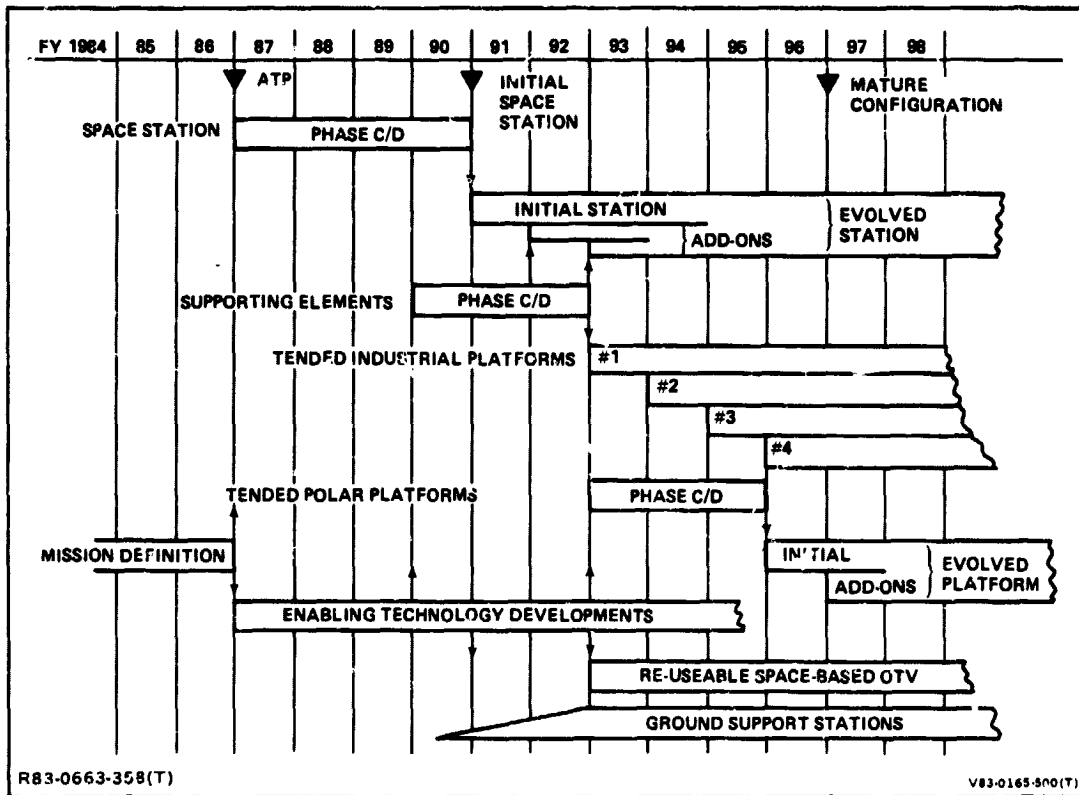 FY 1984 85 86 87 88 89 90 91 92 93 94 95 96 97 98
ATP
INITIAL
SPACE
STATION
MATURE
CONFIGURATION
SPACE STATION
PHASE C/D
INITIAL STATION
EVOLVED
STATION
ADD-ONS
SUPPORTING ELEMENTS
PHASE C/D
TENDED INDUSTRIAL PLATFORMS
#1
#2
#3
#4
TENDED POLAR PLATFORMS
PHASE C/D
MISSION DEFINITION
INITIAL
EVOLVED
PLATFORM
ADD-ONS
ENABLING TECHNOLOGY DEVELOPMENTS
RE-USEABLE SPACE-BASED OTV
GROUND SUPPORT STATIONS
R83-0663-358(T)
V83-0165-500(T)